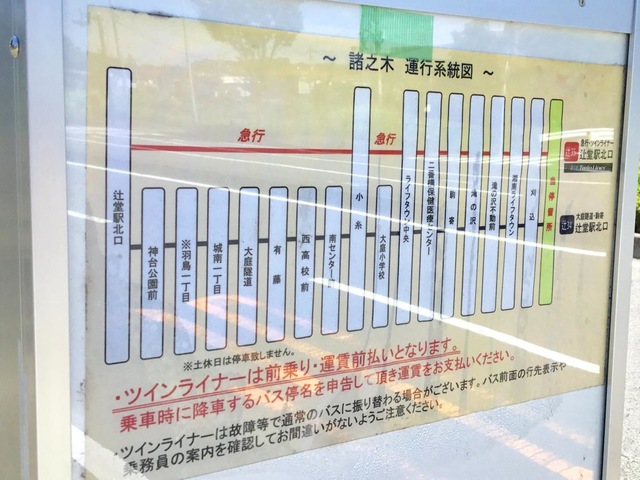 ～ 諸之木 運行系統図 ～
急行
急行
辻堂駅北口
神台公園前
※羽鳥一丁目
城南一丁目
大庭隧道
有藤
西高校前
南センター
小糸
大庭小学校
ライフタウン中央
二番構保健医療センター
駒寄
滝の沢
滝の沢不動前
湘南ライフタウン
刈込
当停留所
急行・ツインライナー
辻堂駅北口
Twin Liner
大庭隧道・駒寄
辻34
辻堂駅北口
※土休日は停車致しません。
・ツインライナーは前乗り・運賃前払いとなります。
乗車時に降車するバス停名を申告して頂き運賃をお支払いください。
・ツインライナーは故障等で通常のバスに振り替わる場合がございます。バス前面の行先表示や
乗務員の案内を確認してお間違いがないようご注意ください。